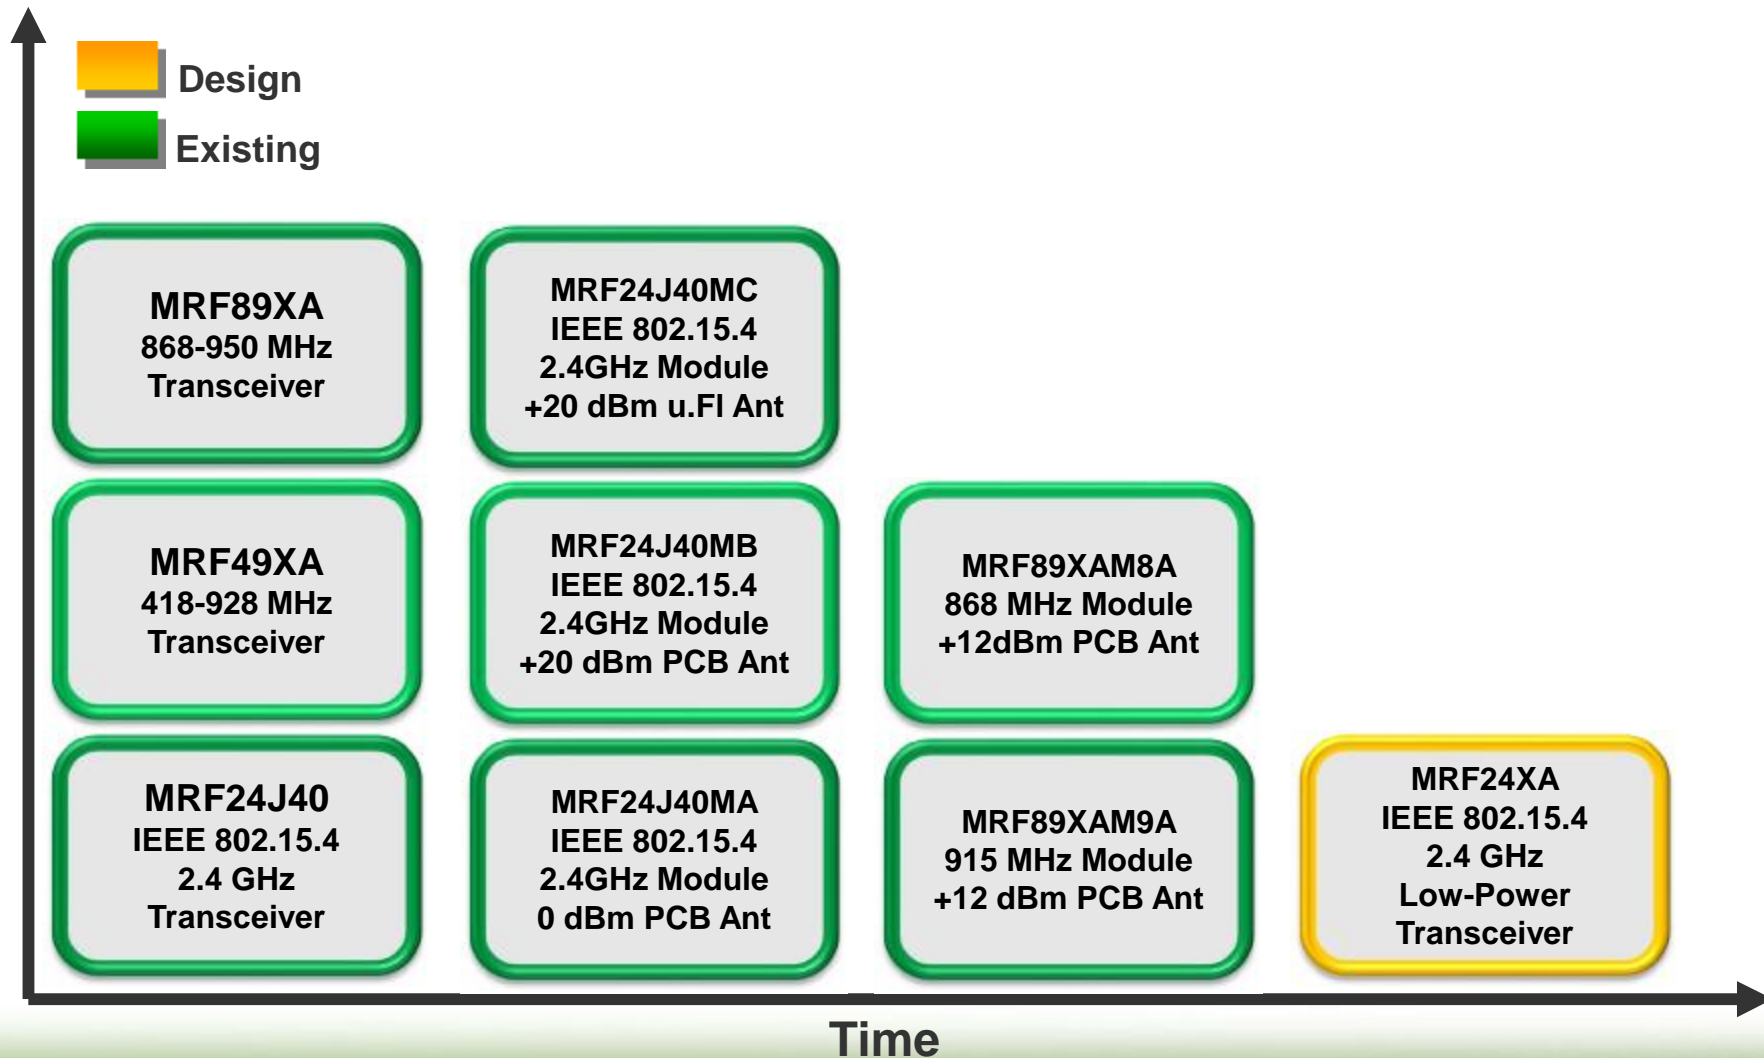 Design
Existing
MRF89XA
868-950 MHz
Transceiver
MRF24J40MC
IEEE 802.15.4
2.4GHz Module
+20 dBm u.Fl Ant
MRF49XA
418-928 MHz
Transceiver
MRF24J40MB
IEEE 802.15.4
2.4GHz Module
+20 dBm PCB Ant
MRF89XAM8A
868 MHz Module
+12dBm PCB Ant
MRF24J40
IEEE 802.15.4
2.4 GHz
Transceiver
MRF24J40MA
IEEE 802.15.4
2.4GHz Module
0 dBm PCB Ant
MRF89XAM9A
915 MHz Module
+12 dBm PCB Ant
MRF24XA
IEEE 802.15.4
2.4 GHz
Low-Power
Transceiver
Time